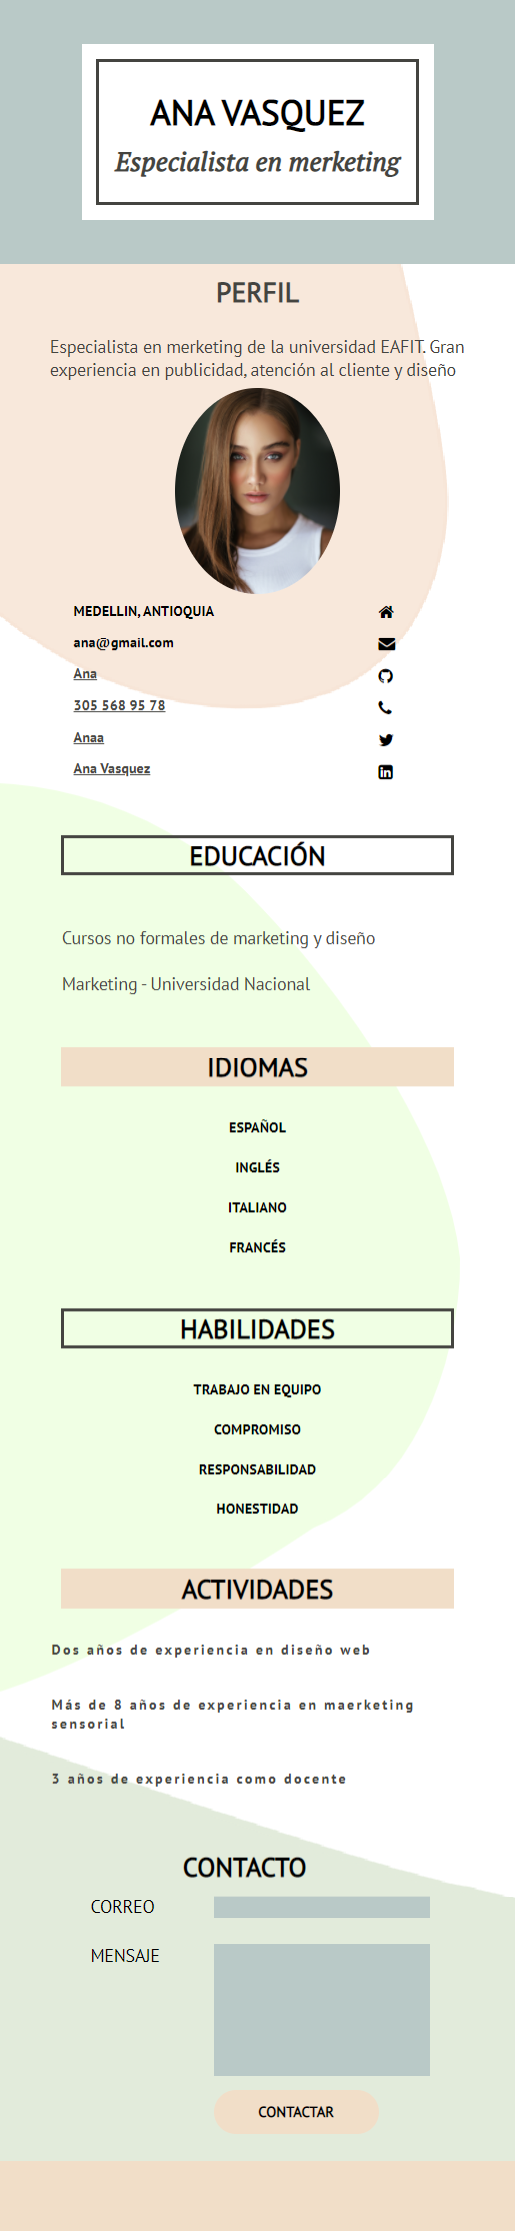 ANA VASQUEZ
Especialista en merketing
PERFIL
Especialista en merketing de la universidad EAFIT. Gran
experiencia en publicidad, atención al cliente y diseño
MEDELLIN, ANTIOQUIA
ana@gmail.com
Ana
305 568 95 78
Anaa
Ana Vasquez
EDUCACIÓN
Cursos no formales de marketing y diseño
Marketing - Universidad Nacional
IDIOMAS
ESPAÑOL
INGLÉS
ITALIANO
FRANCÉS
HABILIDADES
TRABAJO EN EQUIPO
COMPROMISO
RESPONSABILIDAD
HONESTIDAD
ACTIVIDADES
Dos años de experiencia en diseño web
Más de 8 años de experiencia en maerketing
sensorial
3 años de experiencia como docente
CONTACTO
CORREO
MENSAJE
CONTACTAR